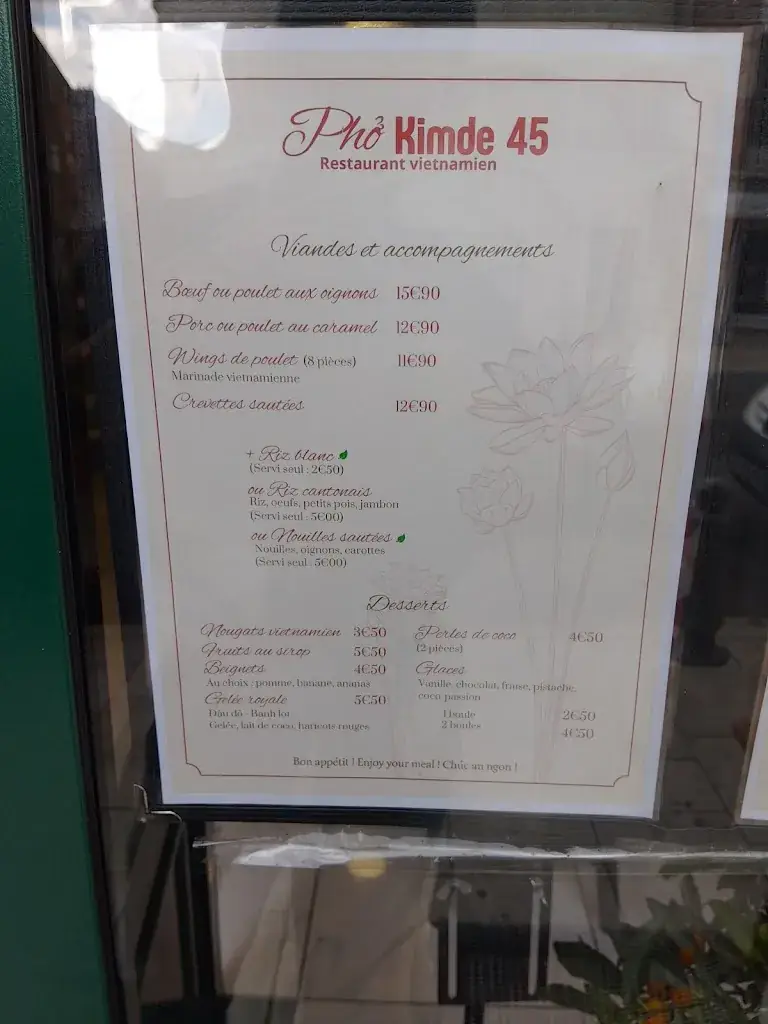 Phở Kimde 45
Restaurant vietnamien
Viandes et accompagnements
Bœuf ou poulet aux oignons 15€90
Porc ou poulet au caramel 12€90
Wings de poulet (8 pièces) 11€90
Marinade vietnamienne
Crevettes sautées 12€90
+ Riz blanc
(Servi seul : 2€50)
ou Riz cantonais
Riz, oeufs, petits pois, jambon
(Servi seul : 5€00)
ou Nouilles sautées
Nouilles, oignons, carottes
(Servi seul : 5€00)
Desserts
Nougats vietnamien 3€50
Fruits au sirop 5€50
Beignets 4€50
Au choix : pomme, banane, ananas
Gelée royale 5€50
Dâu dỏ - Banh lot
Gelée, lait de coco, haricots rouges
Perles de coco 4€50
(2 pièces)
Glaces
Vanille, chocolat, fraise, pistache,
coco passion
1 boule 2€50
2 boules 4€50
Bon appétit ! Enjoy your meal ! Chúc an ngon !